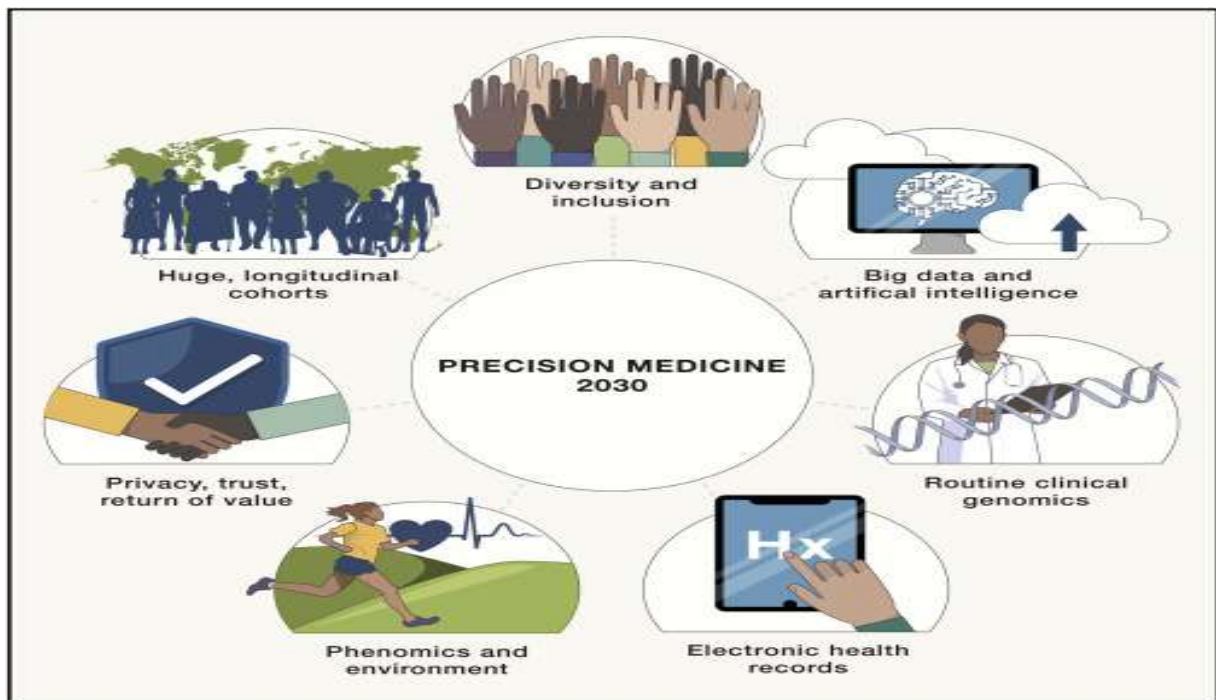 Diversity and
inclusion
Big data and
artifical intelligence
Routine clinical
genomics
Electronic health
records
Phenomics and
environment
Privacy, trust,
return of value
Huge, longitudinal
cohorts
PRECISION MEDICINE
2030
Hx